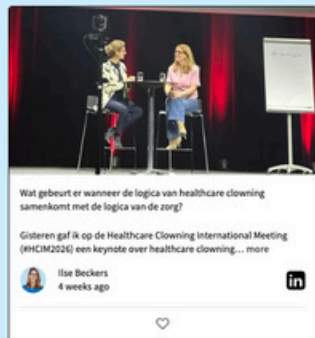 Wat gebeurt er wanneer de logica van healthcare clowning
samenkomt met de logica van de zorg?
Gisteren gaf ik op de Healthcare Clowning International Meeting
(#HCIM2026) een keynote over healthcare clowning... more
Ilse Beckers
4 weeks ago
in